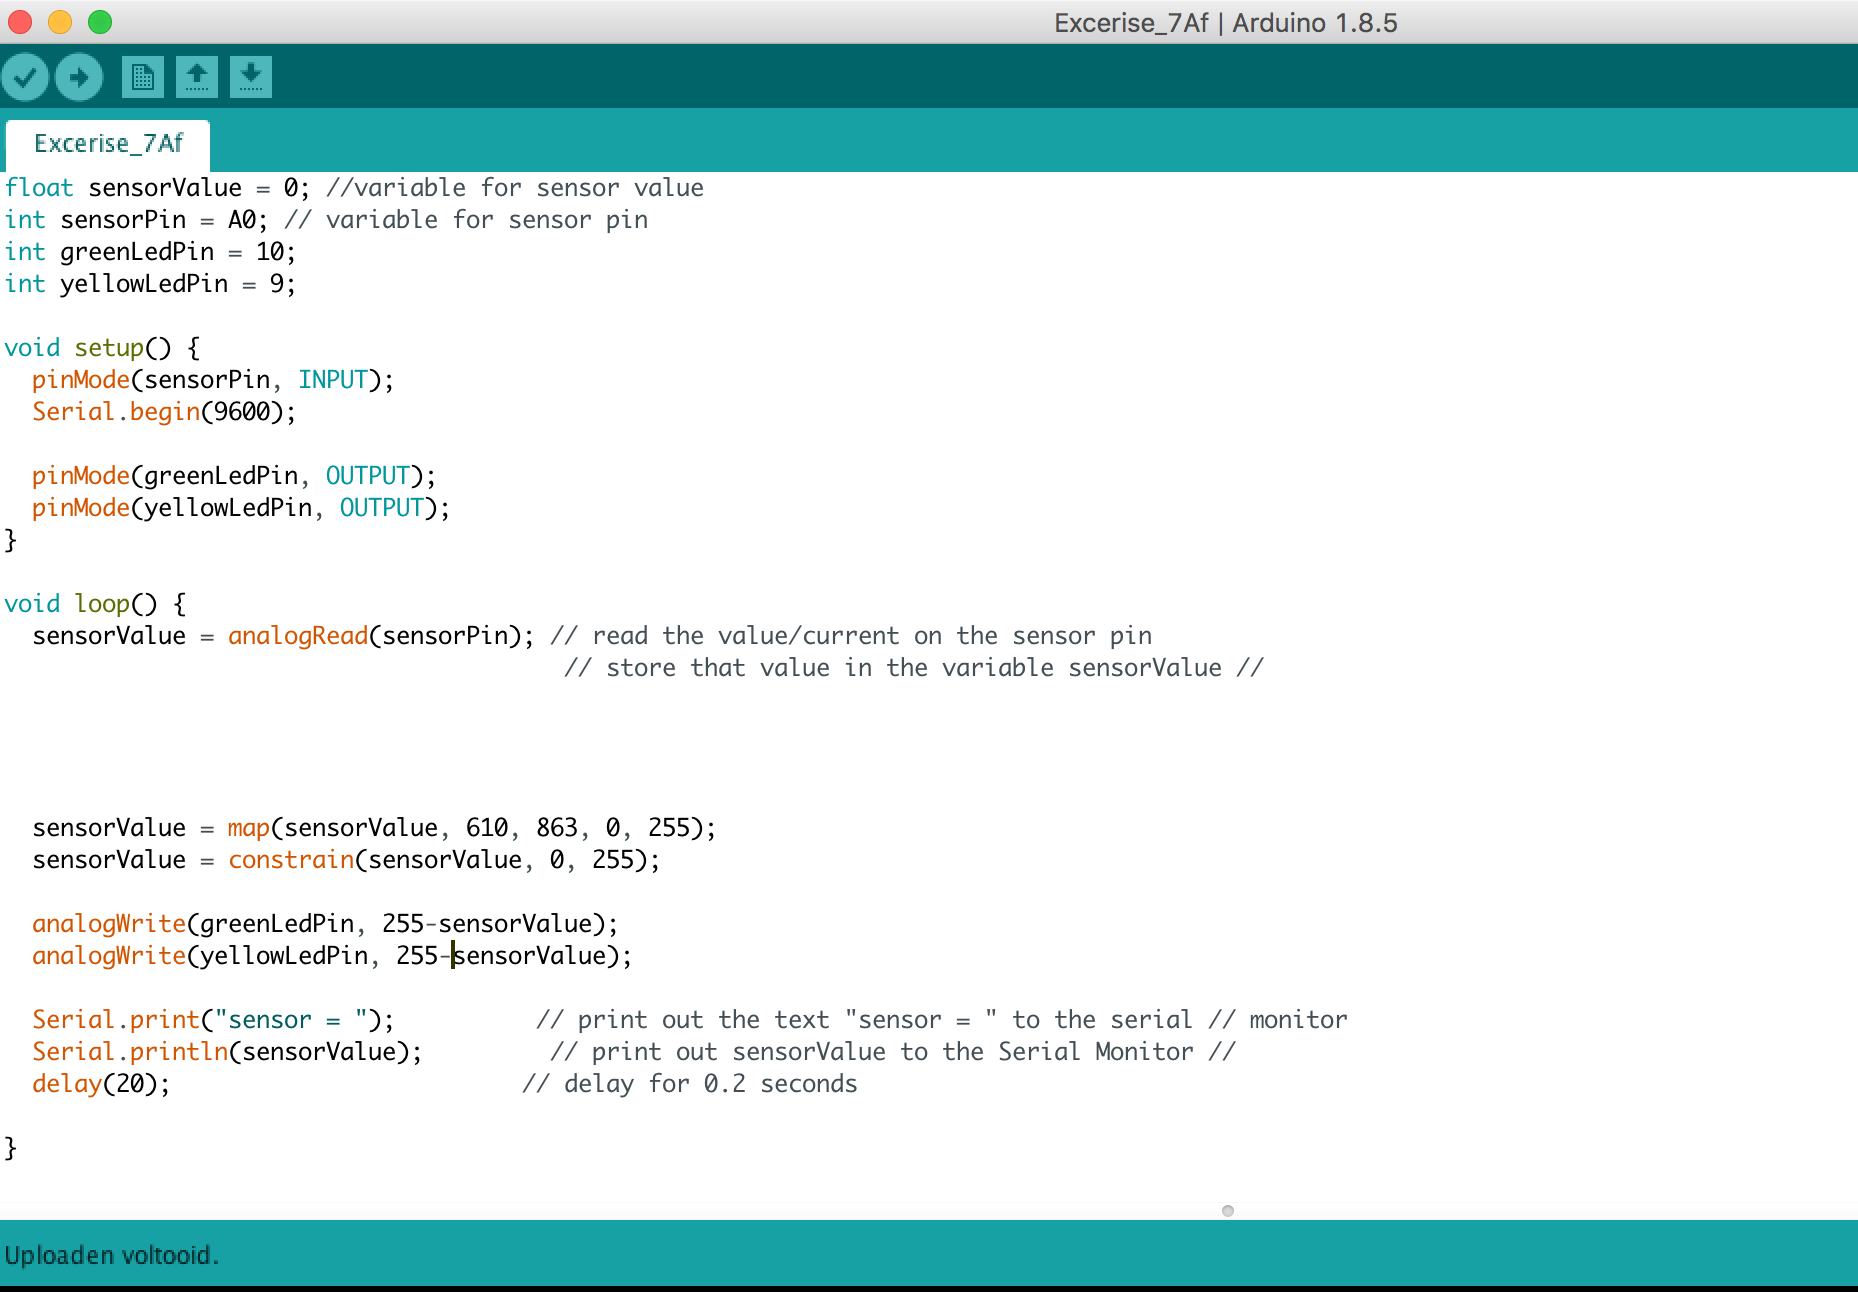 Excerise_7Af | Arduino 1.8.5
Excerise_7Af
float sensorValue = 0; //variable for sensor value
int sensorPin = A0; // variable for sensor pin
int greenLedPin = 10;
int yellowLedPin = 9;
void setup() {
pinMode(sensorPin, INPUT);
Serial.begin(9600);
pinMode(greenLedPin, OUTPUT);
pinMode(yellowLedPin, OUTPUT);
}
void loop() {
sensorValue = analogRead(sensorPin); // read the value/current on the sensor pin
// store that value in the variable sensorValue //
sensorValue = map(sensorValue, 610, 863, 0, 255);
sensorValue = constrain(sensorValue, 0, 255);
analogWrite(greenLedPin, 255-sensorValue);
analogWrite(yellowLedPin, 255-sensorValue);
Serial.print("sensor = "); // print out the text "sensor = " to the serial // monitor
Serial.println(sensorValue); // print out sensorValue to the Serial Monitor //
delay(20); // delay for 0.2 seconds
}
Uploaden voltooid.